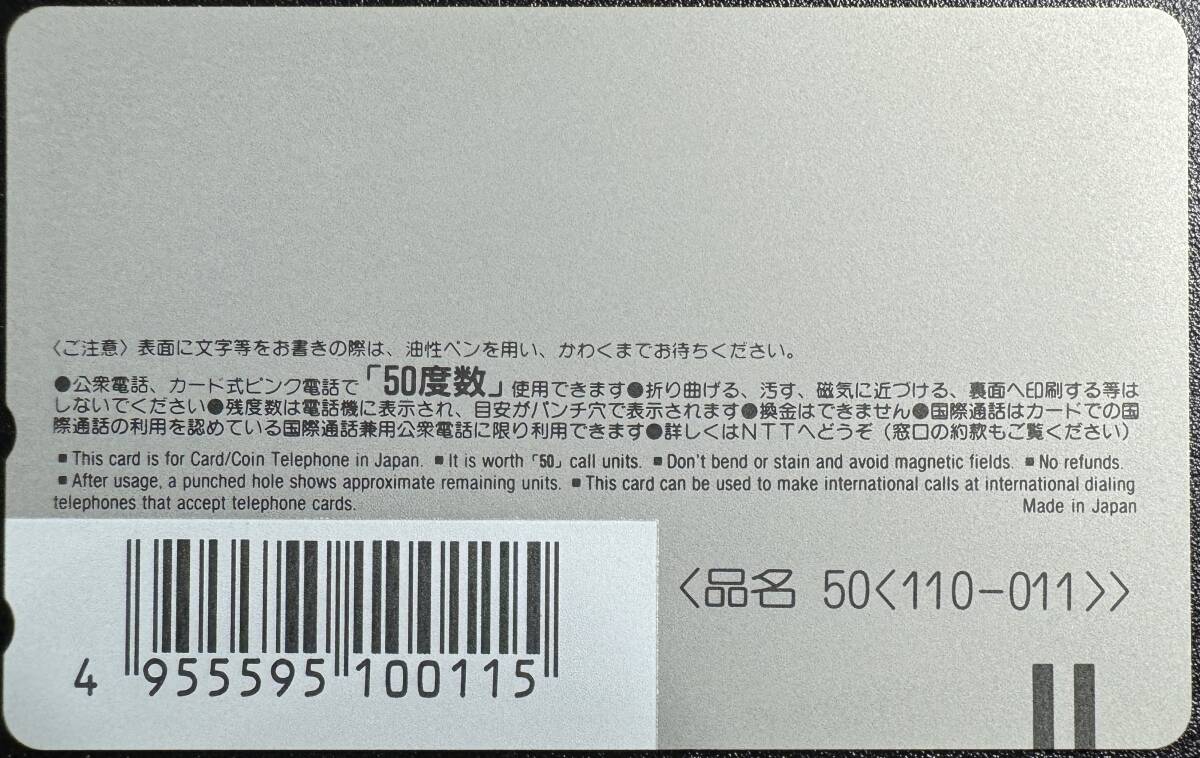 〈ご注意〉表面に文字等をお書きの際は、油性ペンを用い、かわくまでお待ちください。
●公衆電話、カード式ピンク電話で「50度数」使用できます●折り曲げる、汚す、磁気に近づける、裏面へ印刷する等は
しないでください●残度数は電話機に表示され、目安がパンチ穴で表示されます●換金はできません●国際通話はカードでの国
際通話の利用を認めている国際通話兼用公衆電話に限り利用できます●詳しくはNTTへどうぞ（窓口の約款もご覧ください）
■This card is for Card/Coin Telephone in Japan. ■It is worth「50」call units. ■Don't bend or stain and avoid magnetic fields. ■No refunds.
■After usage, a punched hole shows approximate remaining units. ■This card can be used to make international calls at international dialing
telephones that accept telephone cards. Made in Japan
〈品名 50〈110-011〉〉
4 955595 100115